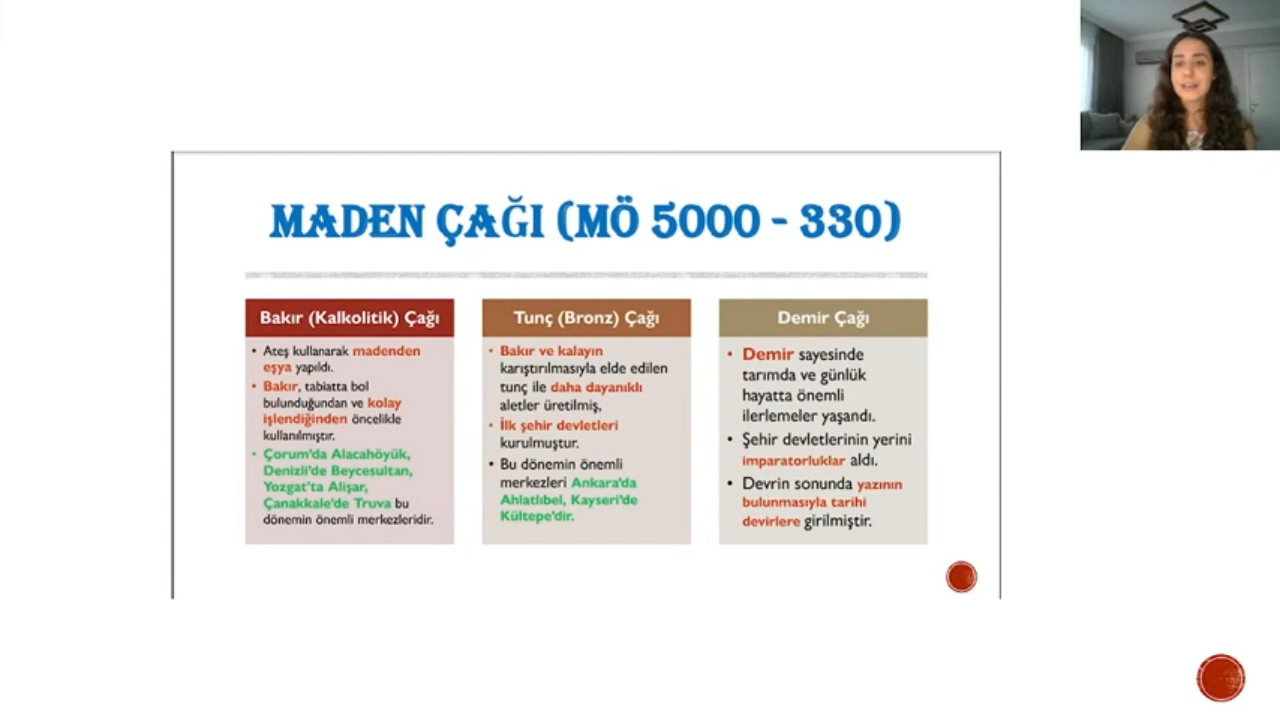 MADEN ÇAĞI (MÖ 5000 - 330)
Bakır (Kalkolitik) Çağı
• Ateş kullanarak madenden
eşya yapıldı.
• Bakır, tabiatta bol
bulunduğundan ve kolay
işlendiğinden öncelikle
kullanılmıştır.
• Çorum'da Alacahöyük,
Denizli'de Beycesultan,
Yozgat'ta Alişar,
Çanakkale'de Truva bu
dönemin önemli merkezleridir.
Tunç (Bronz) Çağı
• Bakır ve kalayın
karıştırılmasıyla elde edilen
tunç ile daha dayanıklı
aletler üretilmiş,
• İlk şehir devletleri
kurulmuştur.
• Bu dönemin önemli
merkezleri Ankara'da
Ahlatlıbel, Kayseri'de
Kültepe'dir.
Demir Çağı
• Demir sayesinde
tarımda ve günlük
hayatta önemli
ilerlemeler yaşandı.
• Şehir devletlerinin yerini
imparatorluklar aldı.
• Devrin sonunda yazının
bulunmasıyla tarihi
devirlere girilmiştir.